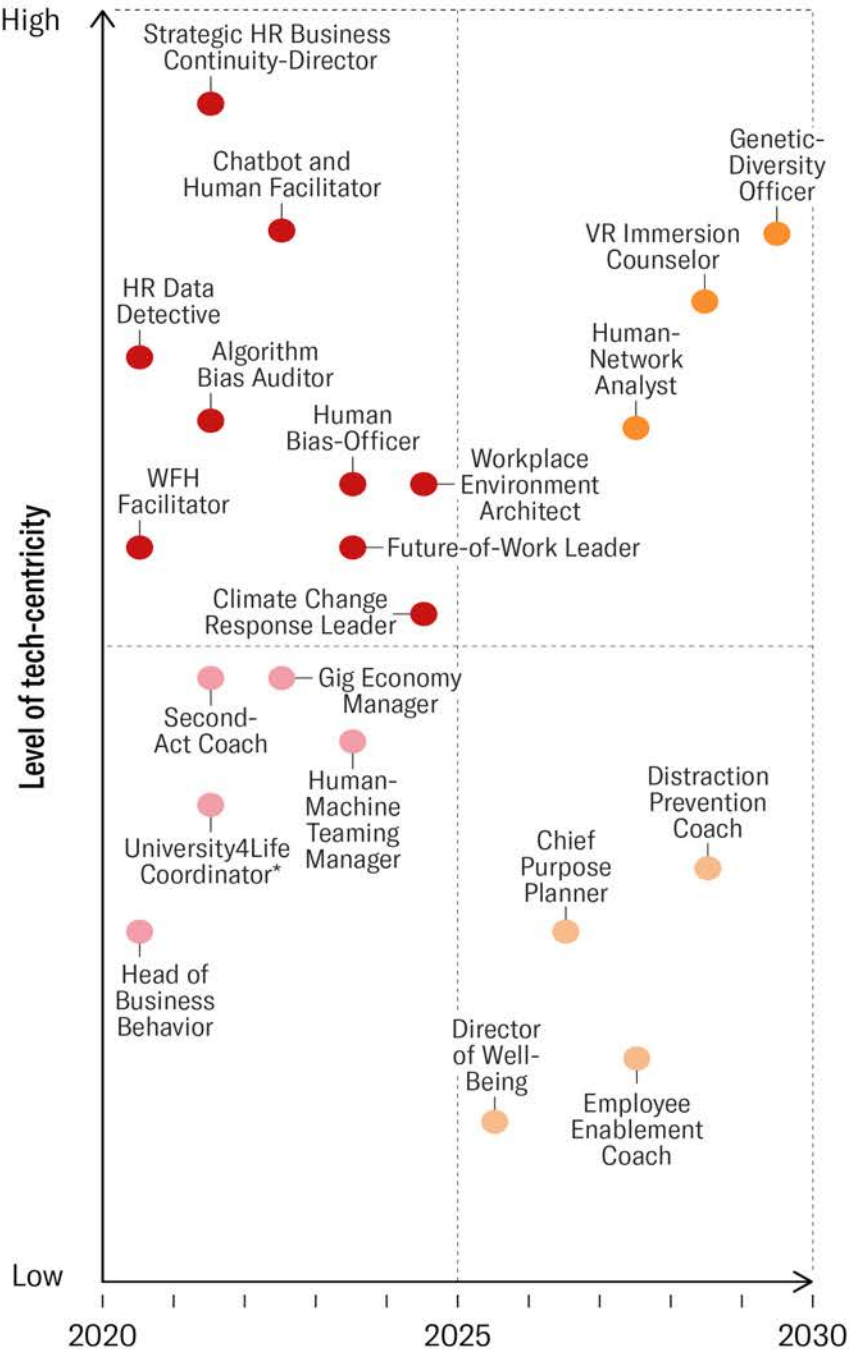 High
Strategic HR Business
Continuity-Director
Chatbot and
Human Facilitator
Genetic-
Diversity
Officer
VR Immersion
Counselor
HR Data
Detective
Human-
Network
Analyst
Algorithm
Bias Auditor
Human
Bias-Officer
Workplace
Environment
Architect
WFH
Facilitator
Future-of-Work Leader
Climate Change
Response Leader
Level of tech-centricity
Gig Economy
Manager
Second-
Act Coach
Human-
Machine
Teaming
Manager
Distraction
Prevention
Coach
University4Life
Coordinator*
Chief
Purpose
Planner
Head of
Business
Behavior
Director
of Well-
Being
Employee
Enablement
Coach
Low
2020
2025
2030